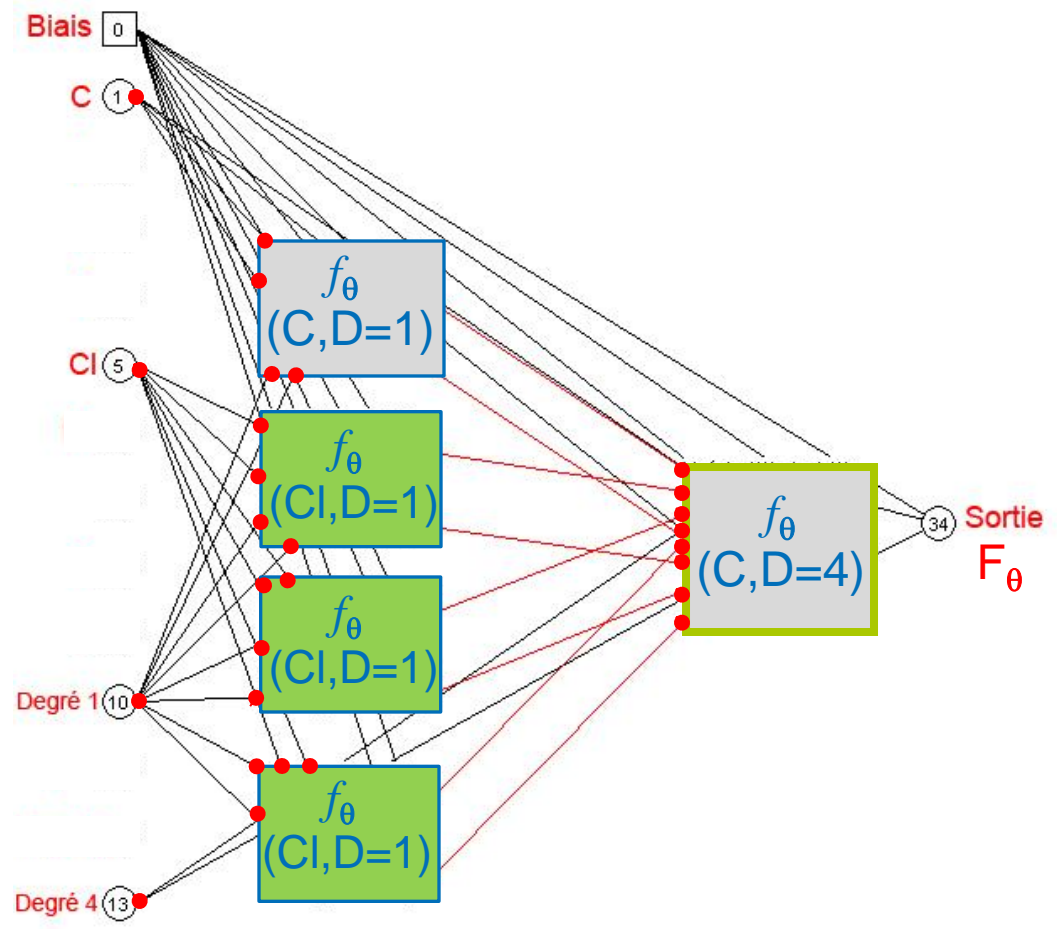 Biais 0
C 1
fθ
(C,D=1)
Cl 5
fθ
(Cl,D=1)
fθ
(C,D=4)
34 Sortie
Fθ
fθ
(Cl,D=1)
Degré 1 10
fθ
(Cl,D=1)
Degré 4 13